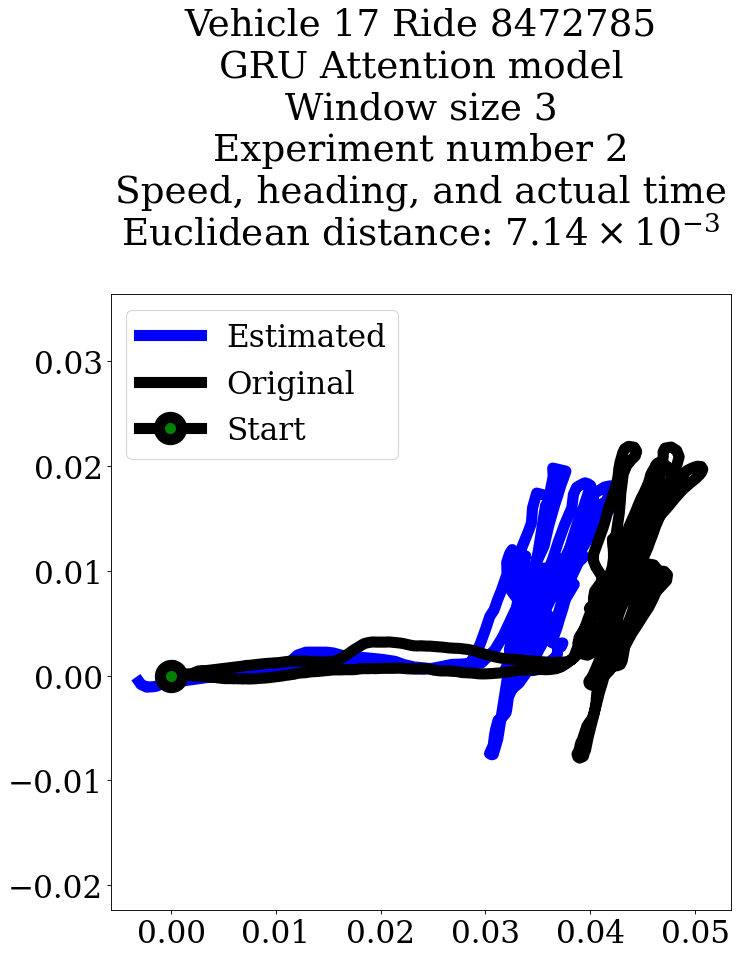 Vehicle 17 Ride 8472785
GRU Attention model
Window size 3
Experiment number 2
Speed, heading, and actual time
Euclidean distance: 7.14 × 10⁻³
Estimated
Original
Start
0.03
0.02
0.01
0.00
−0.01
−0.02
0.00 0.01 0.02 0.03 0.04 0.05